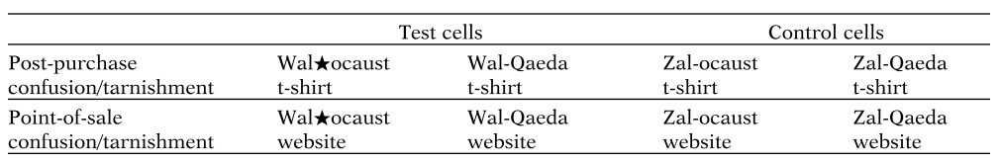 Test cells Control cells
Post-purchase Wal★ocaust Wal-Qaeda Zal-ocaust Zal-Qaeda
confusion/tarnishment t-shirt t-shirt t-shirt t-shirt
Point-of-sale Wal★ocaust Wal-Qaeda Zal-ocaust Zal-Qaeda
confusion/tarnishment website website website website